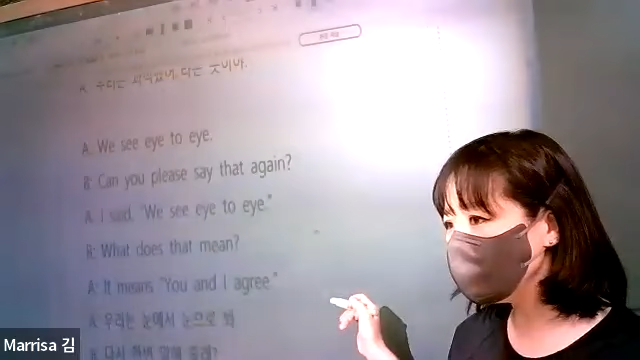 A: We see eye to eye.
B: Can you please say that again?
A: I said. "We see eye to eye."
B: What does that mean?
A: It means "You and I agree."
A: 우리는 눈에서 눈으로 봐
B: 다시 한번 말해 줄래?
Marrisa 김